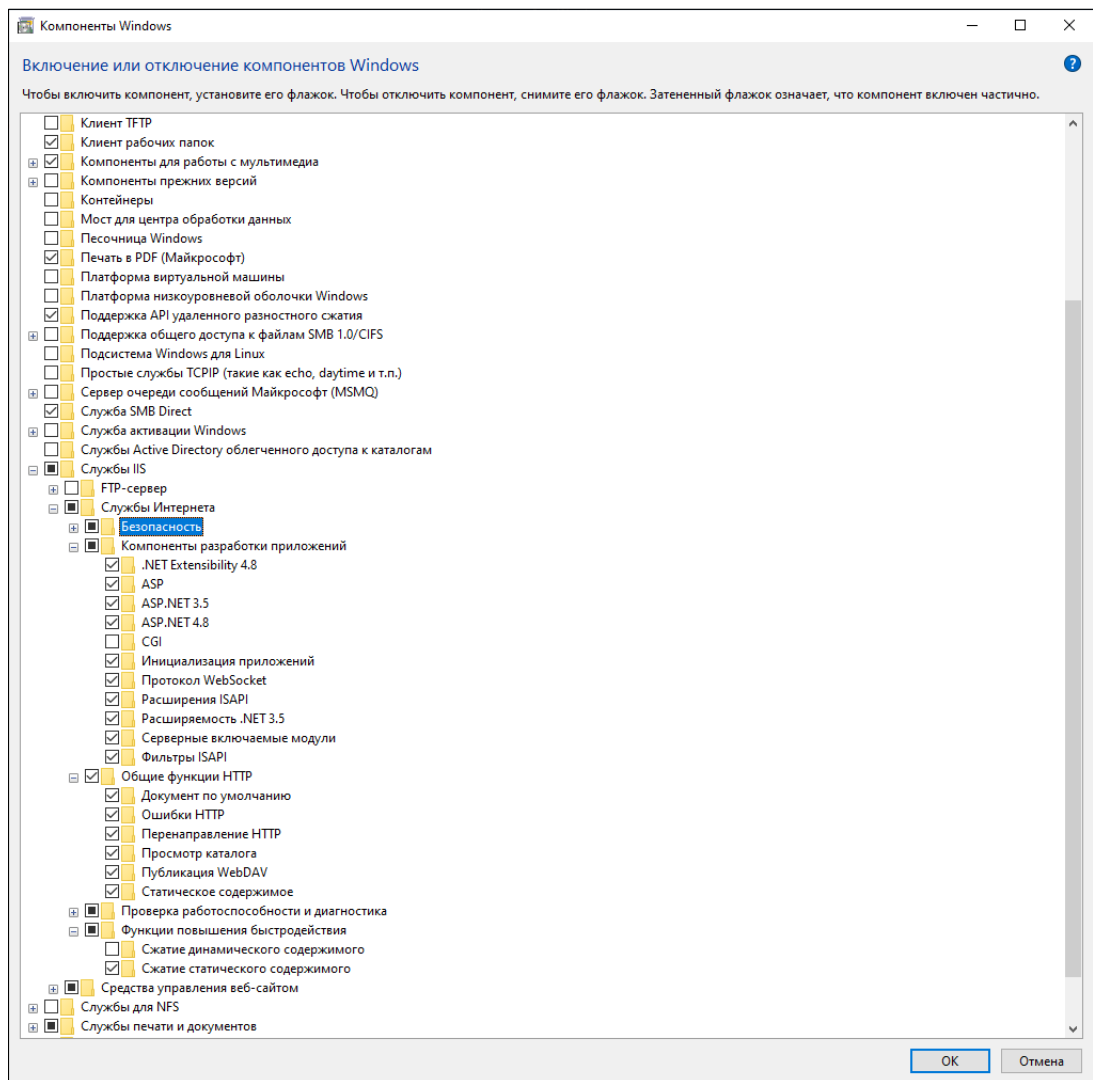 Компоненты Windows
Включение или отключение компонентов Windows
Чтобы включить компонент, установите его флажок. Чтобы отключить компонент, снимите его флажок. Затененный флажок означает, что компонент включен частично.
Клиент TFTP
Клиент рабочих папок
Компоненты для работы с мультимедиа
Компоненты прежних версий
Контейнеры
Мост для центра обработки данных
Песочница Windows
Печать в PDF (Майкрософт)
Платформа виртуальной машины
Платформа низкоуровневой оболочки Windows
Поддержка API удаленного разностного сжатия
Поддержка общего доступа к файлам SMB 1.0/CIFS
Подсистема Windows для Linux
Простые службы TCPIP (такие как echo, daytime и т.п.)
Сервер очереди сообщений Майкрософт (MSMQ)
Служба SMB Direct
Служба активации Windows
Службы Active Directory облегченного доступа к каталогам
Службы IIS
FTP-сервер
Службы Интернета
Безопасность
Компоненты разработки приложений
.NET Extensibility 4.8
ASP
ASP.NET 3.5
ASP.NET 4.8
CGI
Инициализация приложений
Протокол WebSocket
Расширения ISAPI
Расширяемость .NET 3.5
Серверные включаемые модули
Фильтры ISAPI
Общие функции HTTP
Документ по умолчанию
Ошибки HTTP
Перенаправление HTTP
Просмотр каталога
Публикация WebDAV
Статическое содержимое
Проверка работоспособности и диагностика
Функции повышения быстродействия
Сжатие динамического содержимого
Сжатие статического содержимого
Средства управления веб-сайтом
Службы для NFS
Службы печати и документов
ОК
Отмена